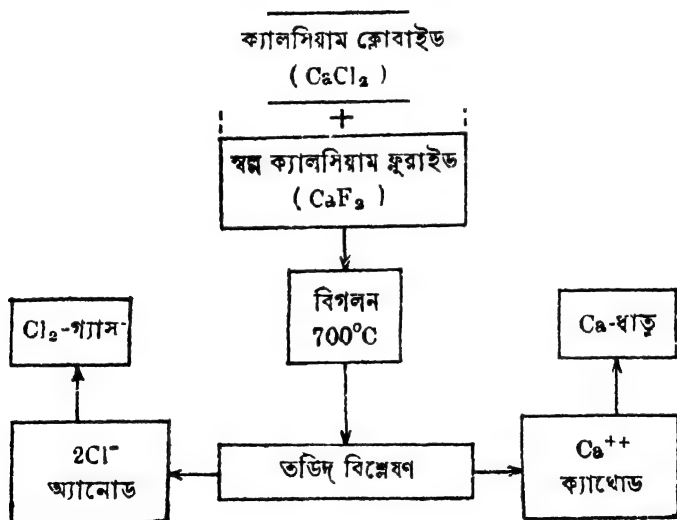 ক্যালসিয়াম ক্লোবাইড
( CaCl₂ )
+
স্বল্প ক্যালসিয়াম ফ্লুরাইড
( CaF₂ )
বিগলন
700°C
Cl₂-গ্যাস
Ca-ধাতু
2Cl⁻
অ্যানোড
তডিদ্ বিশ্লেষণ
Ca⁺⁺
ক্যাথোড